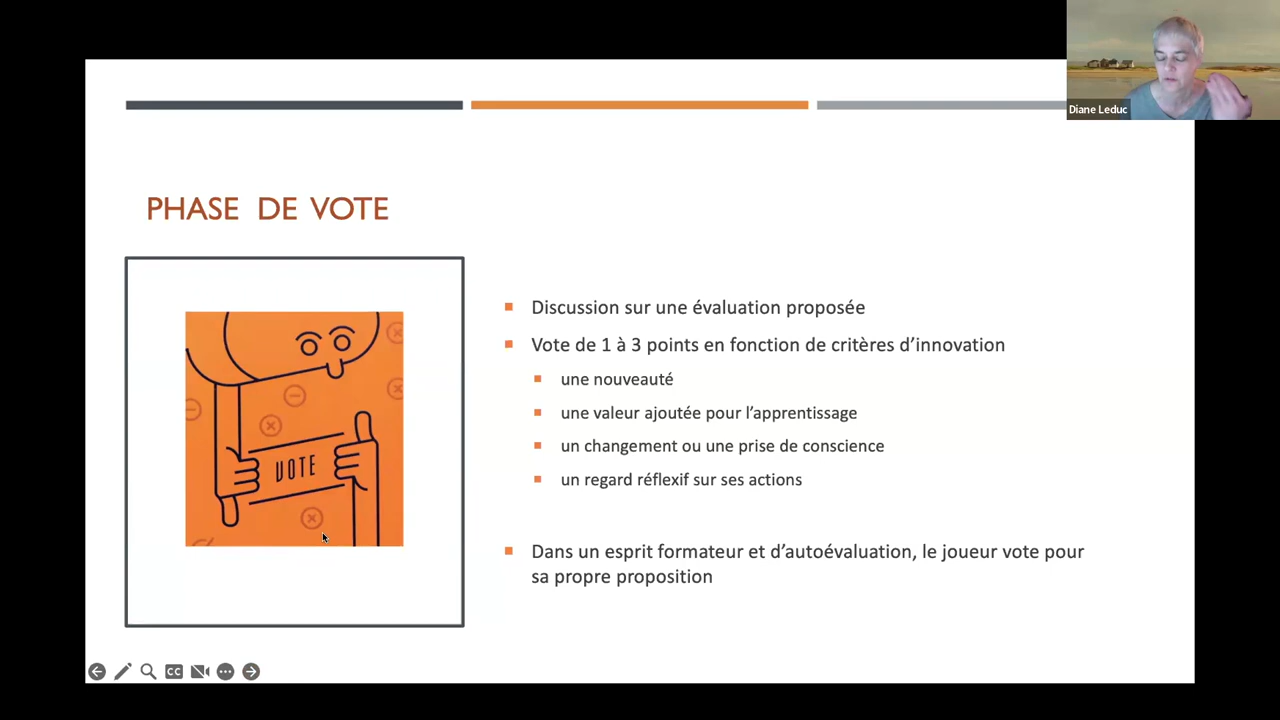 Diane Leduc
PHASE DE VOTE
VOTE
Discussion sur une évaluation proposée
Vote de 1 à 3 points en fonction de critères d’innovation
une nouveauté
une valeur ajoutée pour l’apprentissage
un changement ou une prise de conscience
un regard réflexif sur ses actions
Dans un esprit formateur et d’autoévaluation, le joueur vote pour
sa propre proposition
CC